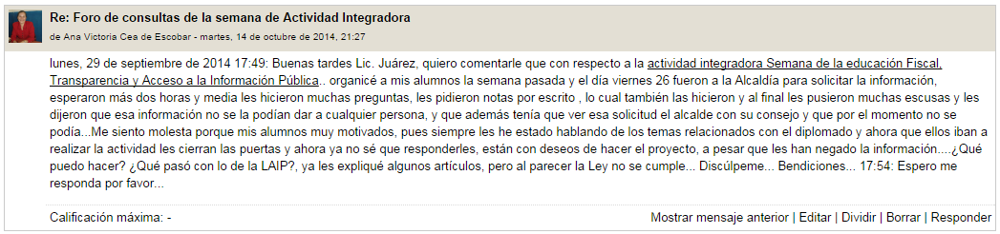 Re: Foro de consultas de la semana de Actividad Integradora
de Ana Victoria Cea de Escobar - martes, 14 de octubre de 2014, 21:27
lunes, 29 de septiembre de 2014 17:49: Buenas tardes Lic. Juárez, quiero comentarle que con respecto a la actividad integradora Semana de la educación Fiscal,
Transparencia y Acceso a la Información Pública.. organicé a mis alumnos la semana pasada y el día viernes 26 fueron a la Alcaldía para solicitar la información,
esperaron más dos horas y media les hicieron muchas preguntas, les pidieron notas por escrito , lo cual también las hicieron y al final les pusieron muchas escusas y les
dijeron que esa información no se la podían dar a cualquier persona, y que además tenía que ver esa solicitud el alcalde con su consejo y que por el momento no se
podía...Me siento molesta porque mis alumnos muy motivados, pues siempre les he estado hablando de los temas relacionados con el diplomado y ahora que ellos iban a
realizar la actividad les cierran las puertas y ahora ya no sé que responderles, están con deseos de hacer el proyecto, a pesar que les han negado la información....¿Qué
puedo hacer? ¿Qué pasó con lo de la LAIP?, ya les expliqué algunos artículos, pero al parecer la Ley no se cumple... Discúlpeme... Bendiciones... 17:54: Espero me
responda por favor...
Calificación máxima: -
Mostrar mensaje anterior | Editar | Dividir | Borrar | Responder